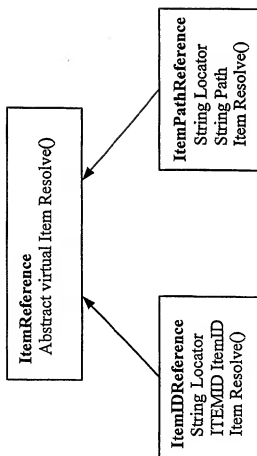 ItemReference
Abstract virtual Item Resolve()
ItemIDReference
String Locator
ITEMID ItemID
Item Resolve()
ItemPathReference
String Locator
String Path
Item Resolve()